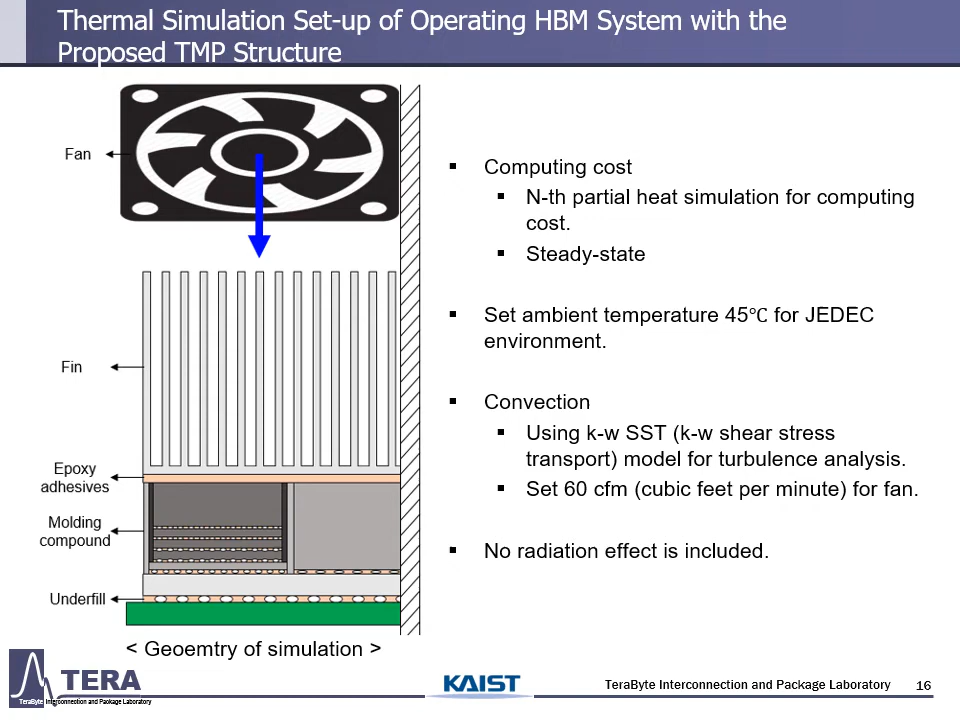 Thermal Simulation Set-up of Operating HBM System with the
Proposed TMP Structure
Fan
Fin
Epoxy
adhesives
Molding
compound
Underfill
< Geoemtry of simulation >
▪ Computing cost
▪ N-th partial heat simulation for computing
cost.
▪ Steady-state
▪ Set ambient temperature 45℃ for JEDEC
environment.
▪ Convection
▪ Using k-w SST (k-w shear stress
transport) model for turbulence analysis.
▪ Set 60 cfm (cubic feet per minute) for fan.
▪ No radiation effect is included.
TERA
TeraByte Interconnection and Package Laboratory
KAIST
TeraByte Interconnection and Package Laboratory
16